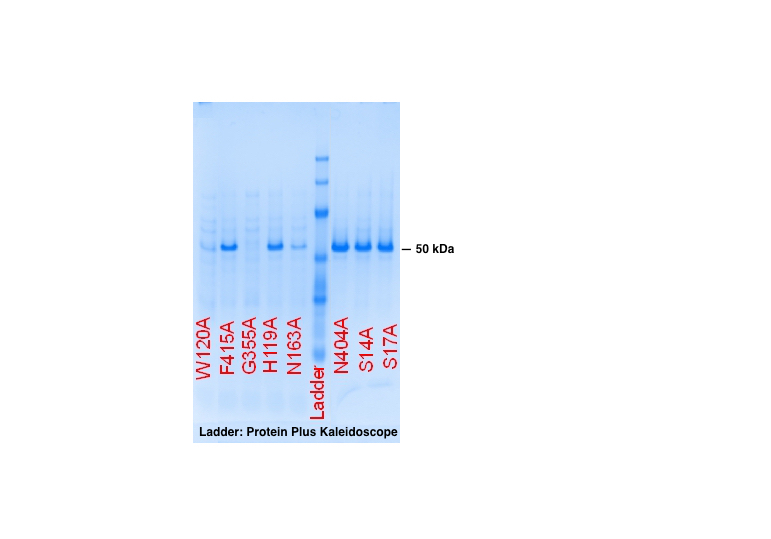 50 kDa
W120A
F415A
G355A
H119A
N163A
Ladder
N404A
S14A
S17A
Ladder: Protein Plus Kaleidoscope